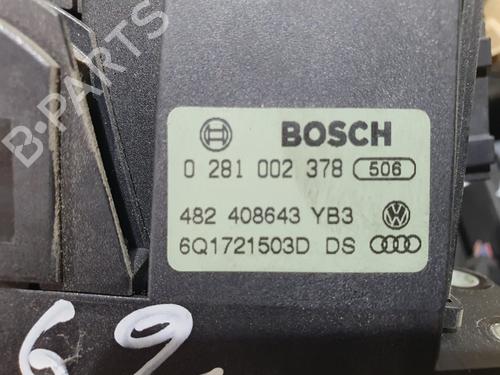 B-PARTS
BOSCH
0 281 002 378 506
482 408643 YB3
6Q1721503D DS
69